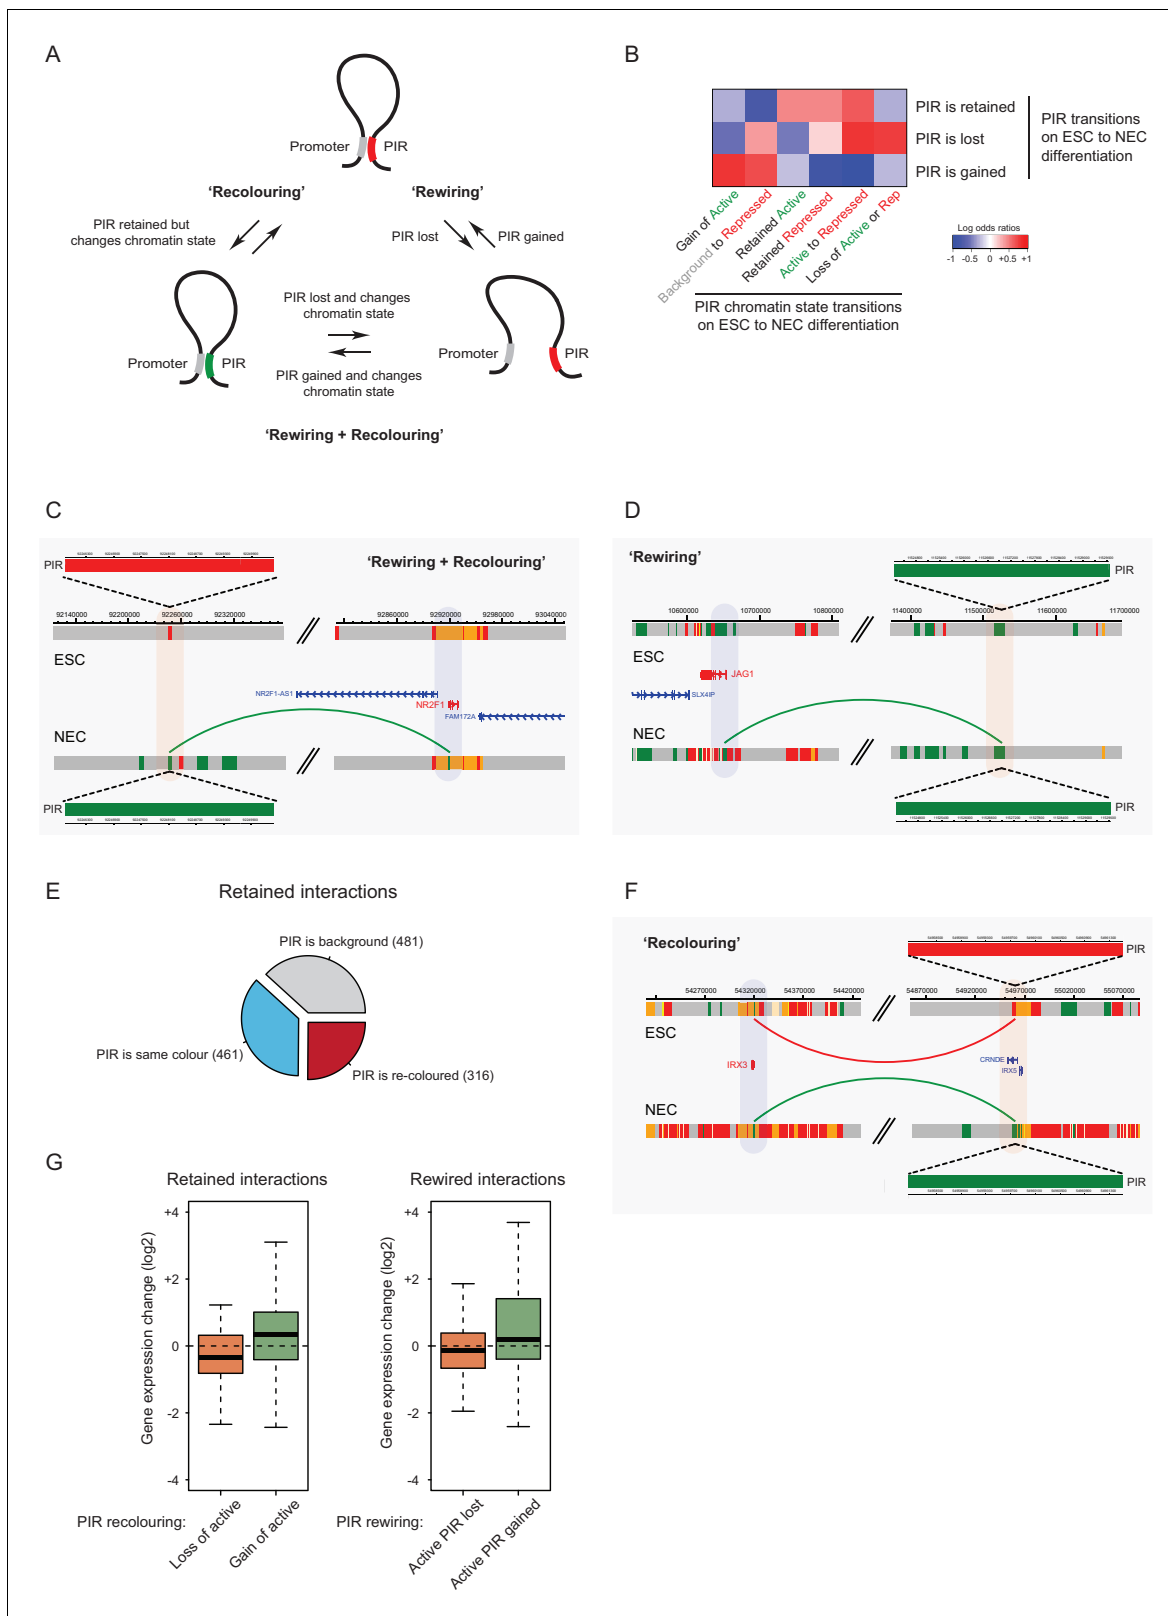 A
Promoter
PIR
'Recolouring'
'Rewiring'
PIR retained but
changes chromatin state
PIR lost
PIR gained
PIR lost and changes
chromatin state
Promoter
PIR
Promoter
PIR
PIR gained and changes
chromatin state
'Rewiring + Recolouring'
B
PIR is retained
PIR is lost
PIR is gained
PIR transitions
on ESC to NEC
differentiation
Gain of Active
Background to Repressed
Retained Active
Retained Repressed
Active to Repressed
Loss of Active or Rep
Log odds ratios
-1 -0.5 0 +0.5 +1
PIR chromatin state transitions
on ESC to NEC differentiation
C
PIR
'Rewiring + Recolouring'
92140000 92200000 92260000 92320000
92860000 92920000 92980000 93040000
ESC
NR2F1-AS1
NR2F1
FAM172A
NEC
PIR
D
'Rewiring'
PIR
10600000 10700000 10800000
11400000 11500000 11600000 11700000
ESC
JAG1
SLX4IP
NEC
PIR
E
Retained interactions
PIR is background (481)
PIR is same colour (461)
PIR is re-coloured (316)
F
'Recolouring'
PIR
54270000 54320000 54370000 54420000
54870000 54920000 54970000 55020000 55070000
ESC
IRX3
CRNDE
IRX5
NEC
PIR
G
Retained interactions
Gene expression change (log2)
+4
+2
0
-2
-4
PIR recolouring:
Loss of active
Gain of active
Rewired interactions
Gene expression change (log2)
+4
+2
0
-2
-4
PIR rewiring:
Active PIR lost
Active PIR gained